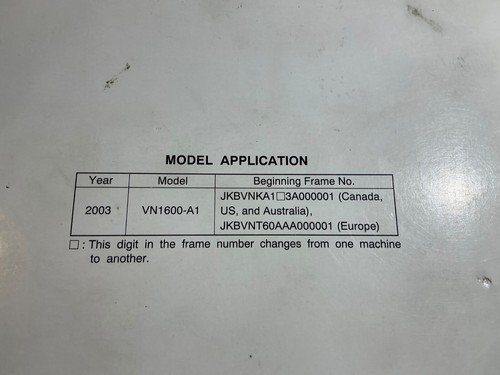 MODEL APPLICATION
Year Model Beginning Frame No.
2003 VN1600-A1 JKBVNKA1□3A000001 (Canada,
US, and Australia),
JKBVNT60AAA000001 (Europe)
□ : This digit in the frame number changes from one machine
to another.